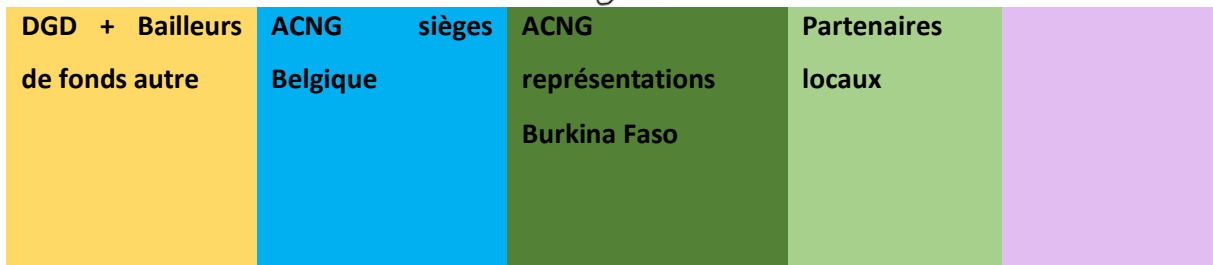 DGD + Bailleurs
de fonds autre
ACNG sièges
Belgique
ACNG
représentations
Burkina Faso
Partenaires
locaux